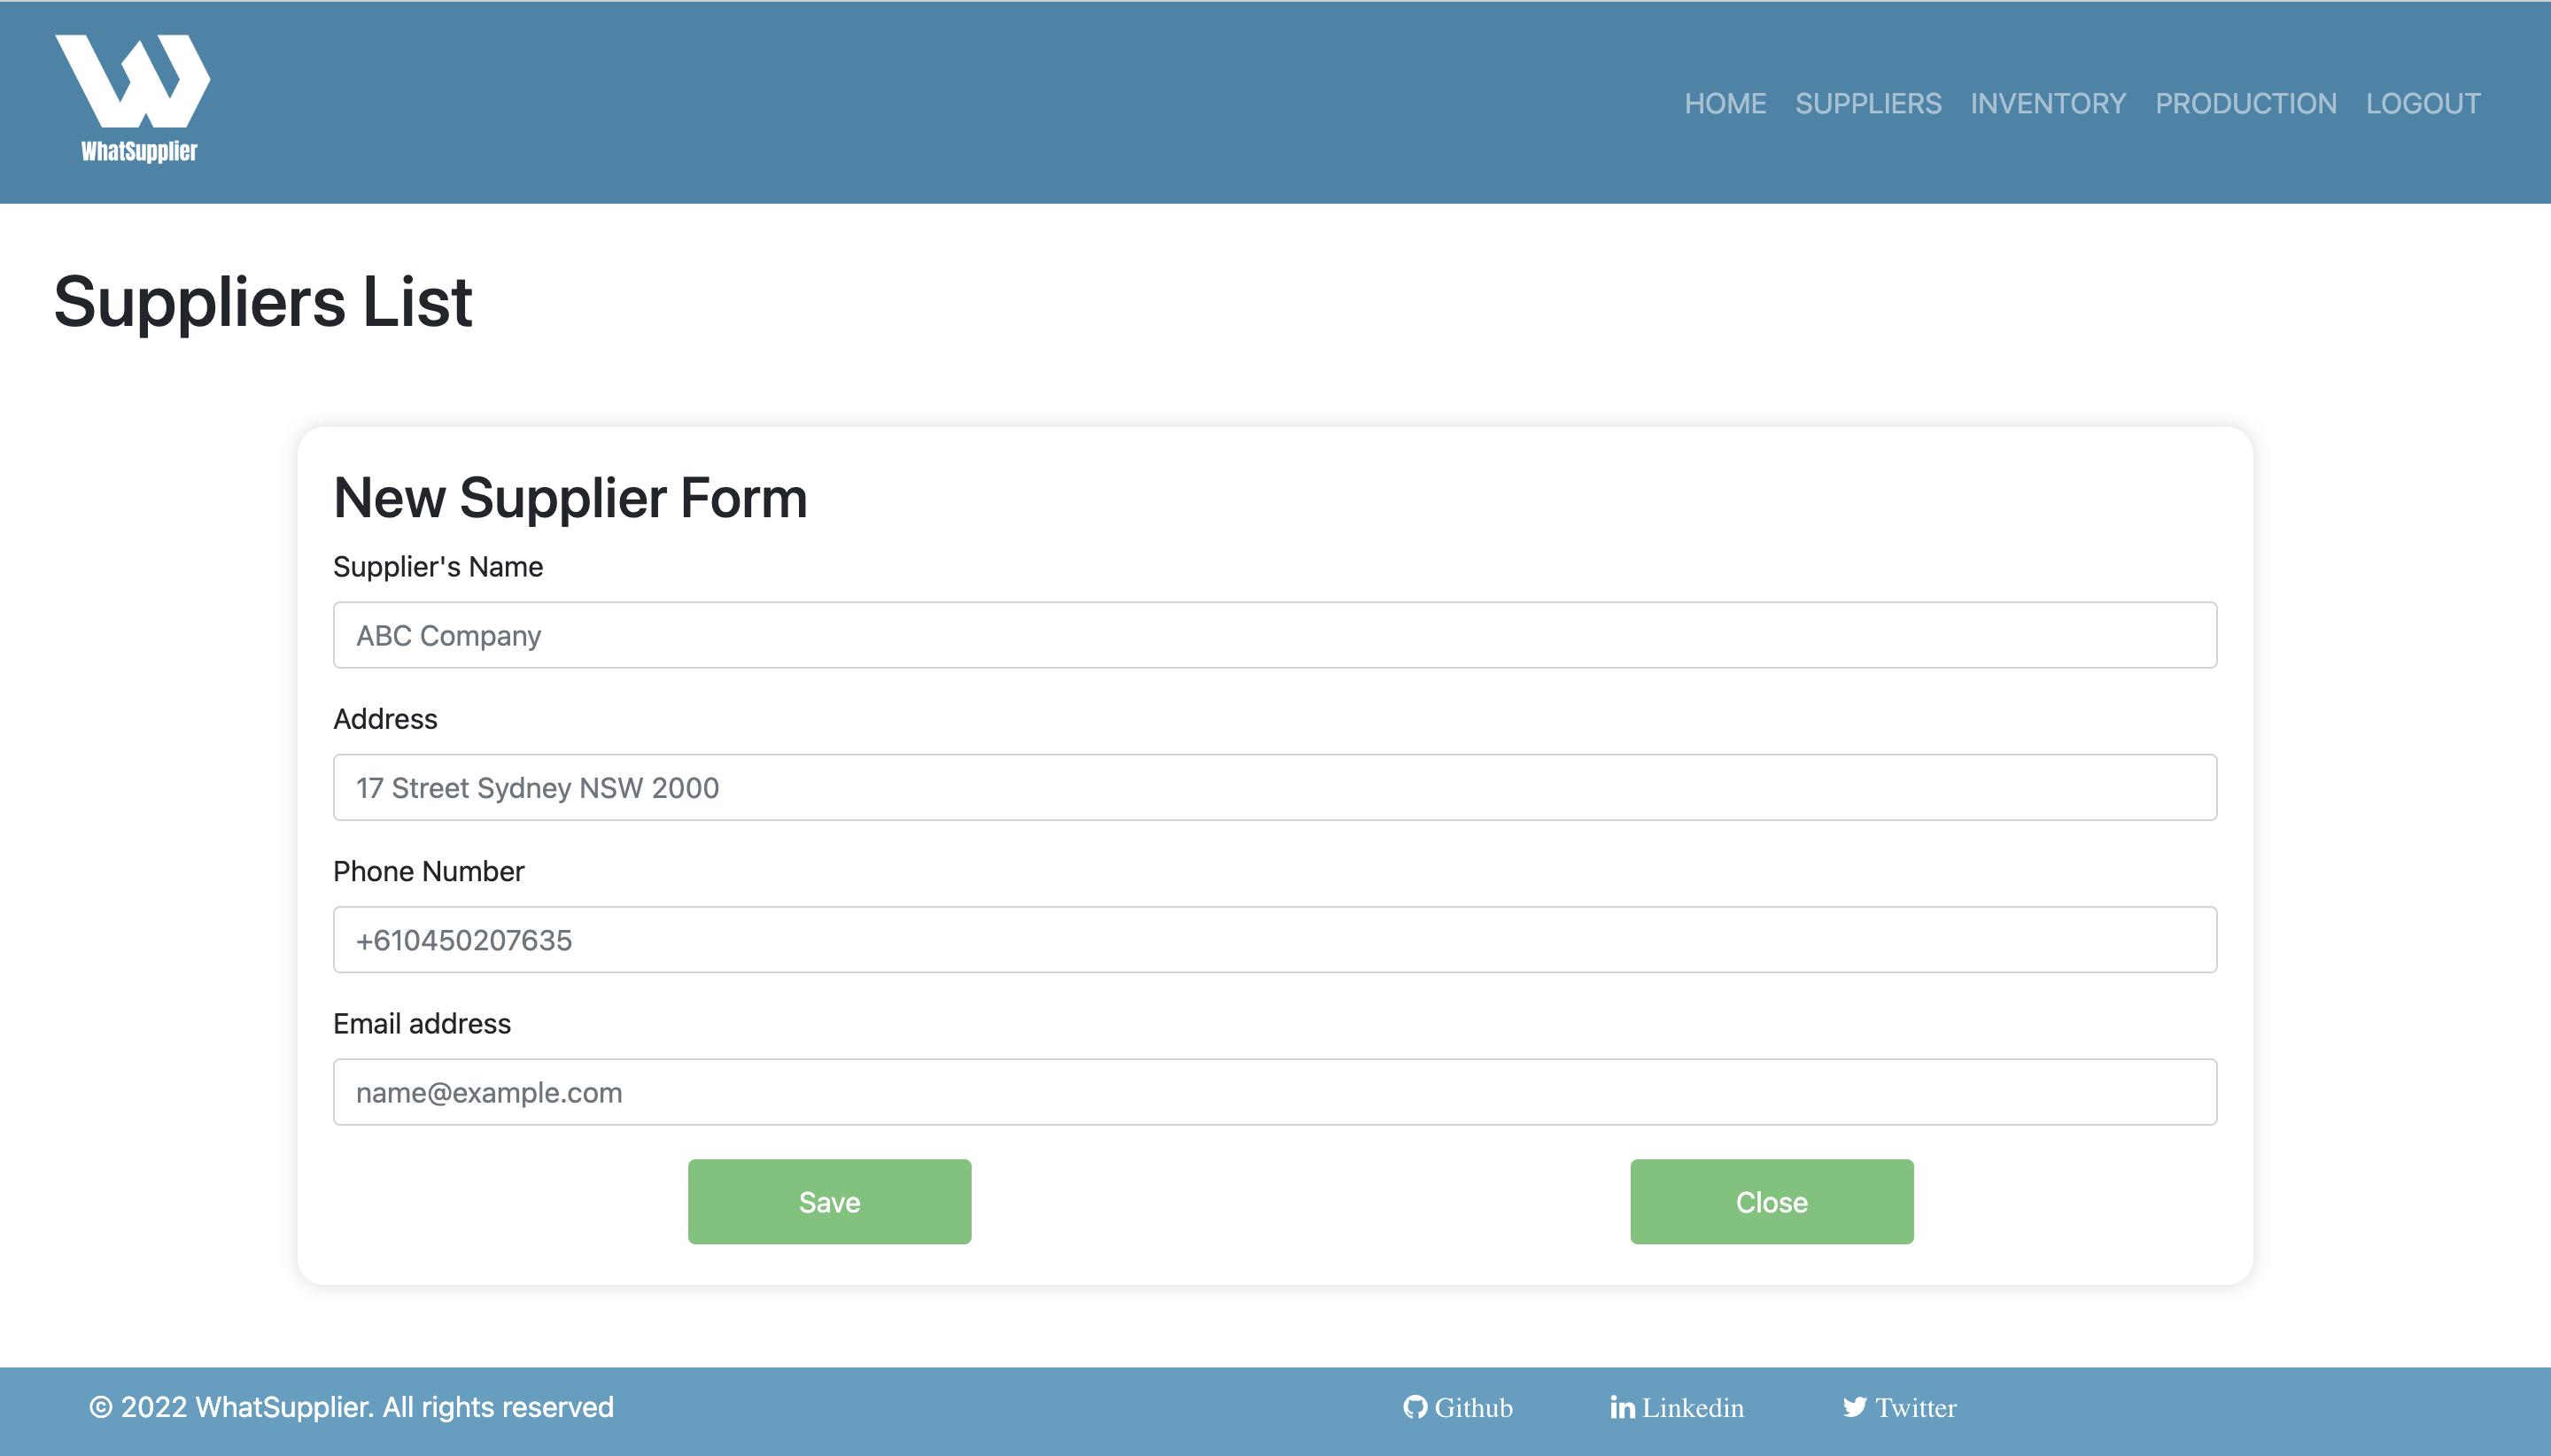 WhatSupplier
HOME SUPPLIERS INVENTORY PRODUCTION LOGOUT
Suppliers List
New Supplier Form
Supplier's Name
ABC Company
Address
17 Street Sydney NSW 2000
Phone Number
+610450207635
Email address
name@example.com
Save Close
© 2022 WhatSupplier. All rights reserved Github Linkedin Twitter